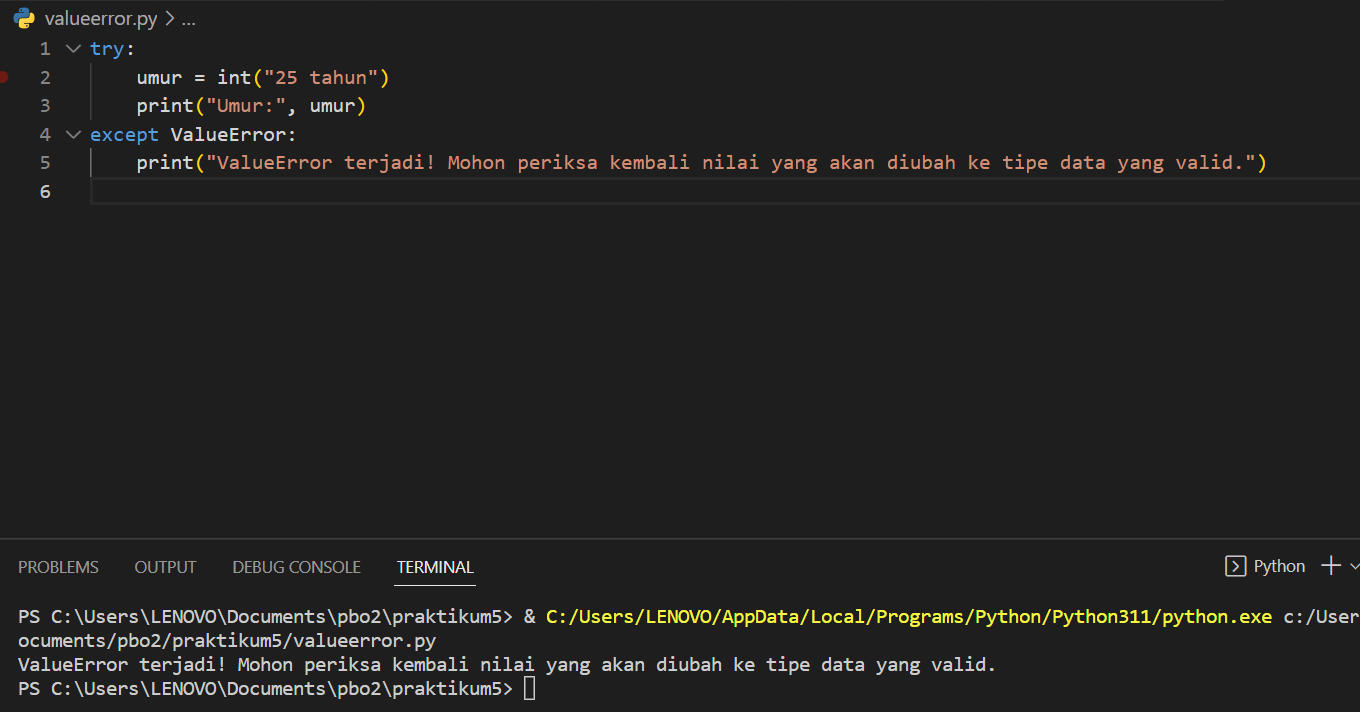 valueerror.py > ...
1 try:
2     umur = int("25 tahun")
3     print("Umur:", umur)
4 except ValueError:
5     print("ValueError terjadi! Mohon periksa kembali nilai yang akan diubah ke tipe data yang valid.")
6
PROBLEMS OUTPUT DEBUG CONSOLE TERMINAL Python
PS C:\Users\LENOVO\Documents\pbo2\praktikum5> & C:/Users/LENOVO/AppData/Local/Programs/Python/Python311/python.exe c:/User
ocuments/pbo2/praktikum5/valueerror.py
ValueError terjadi! Mohon periksa kembali nilai yang akan diubah ke tipe data yang valid.
PS C:\Users\LENOVO\Documents\pbo2\praktikum5>